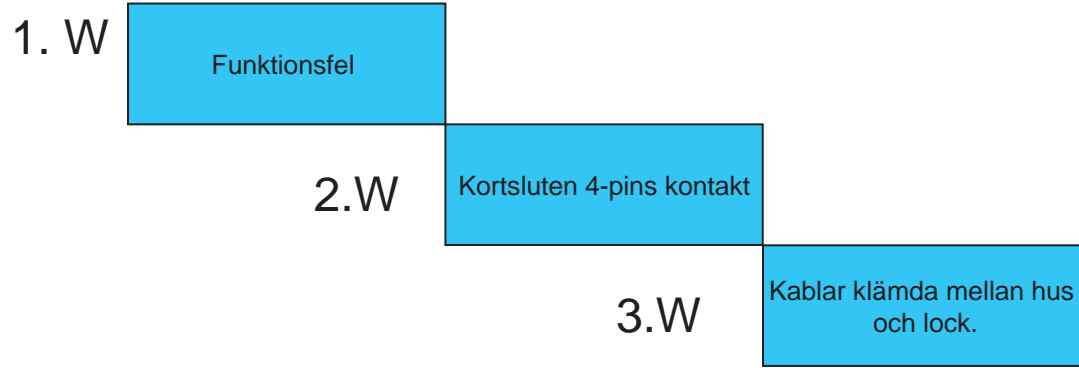 1. W
Funktionsfel
2.W
Kortsluten 4-pins kontakt
3.W
Kablar klämda mellan hus
och lock.